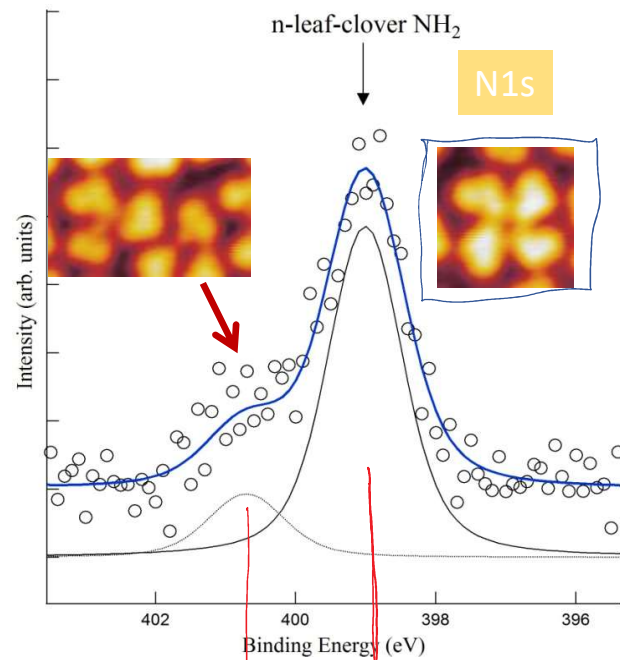 n-leaf-clover NH₂
N1s
Intensity (arb. units)
402 400 398 396
Binding Energy (eV)